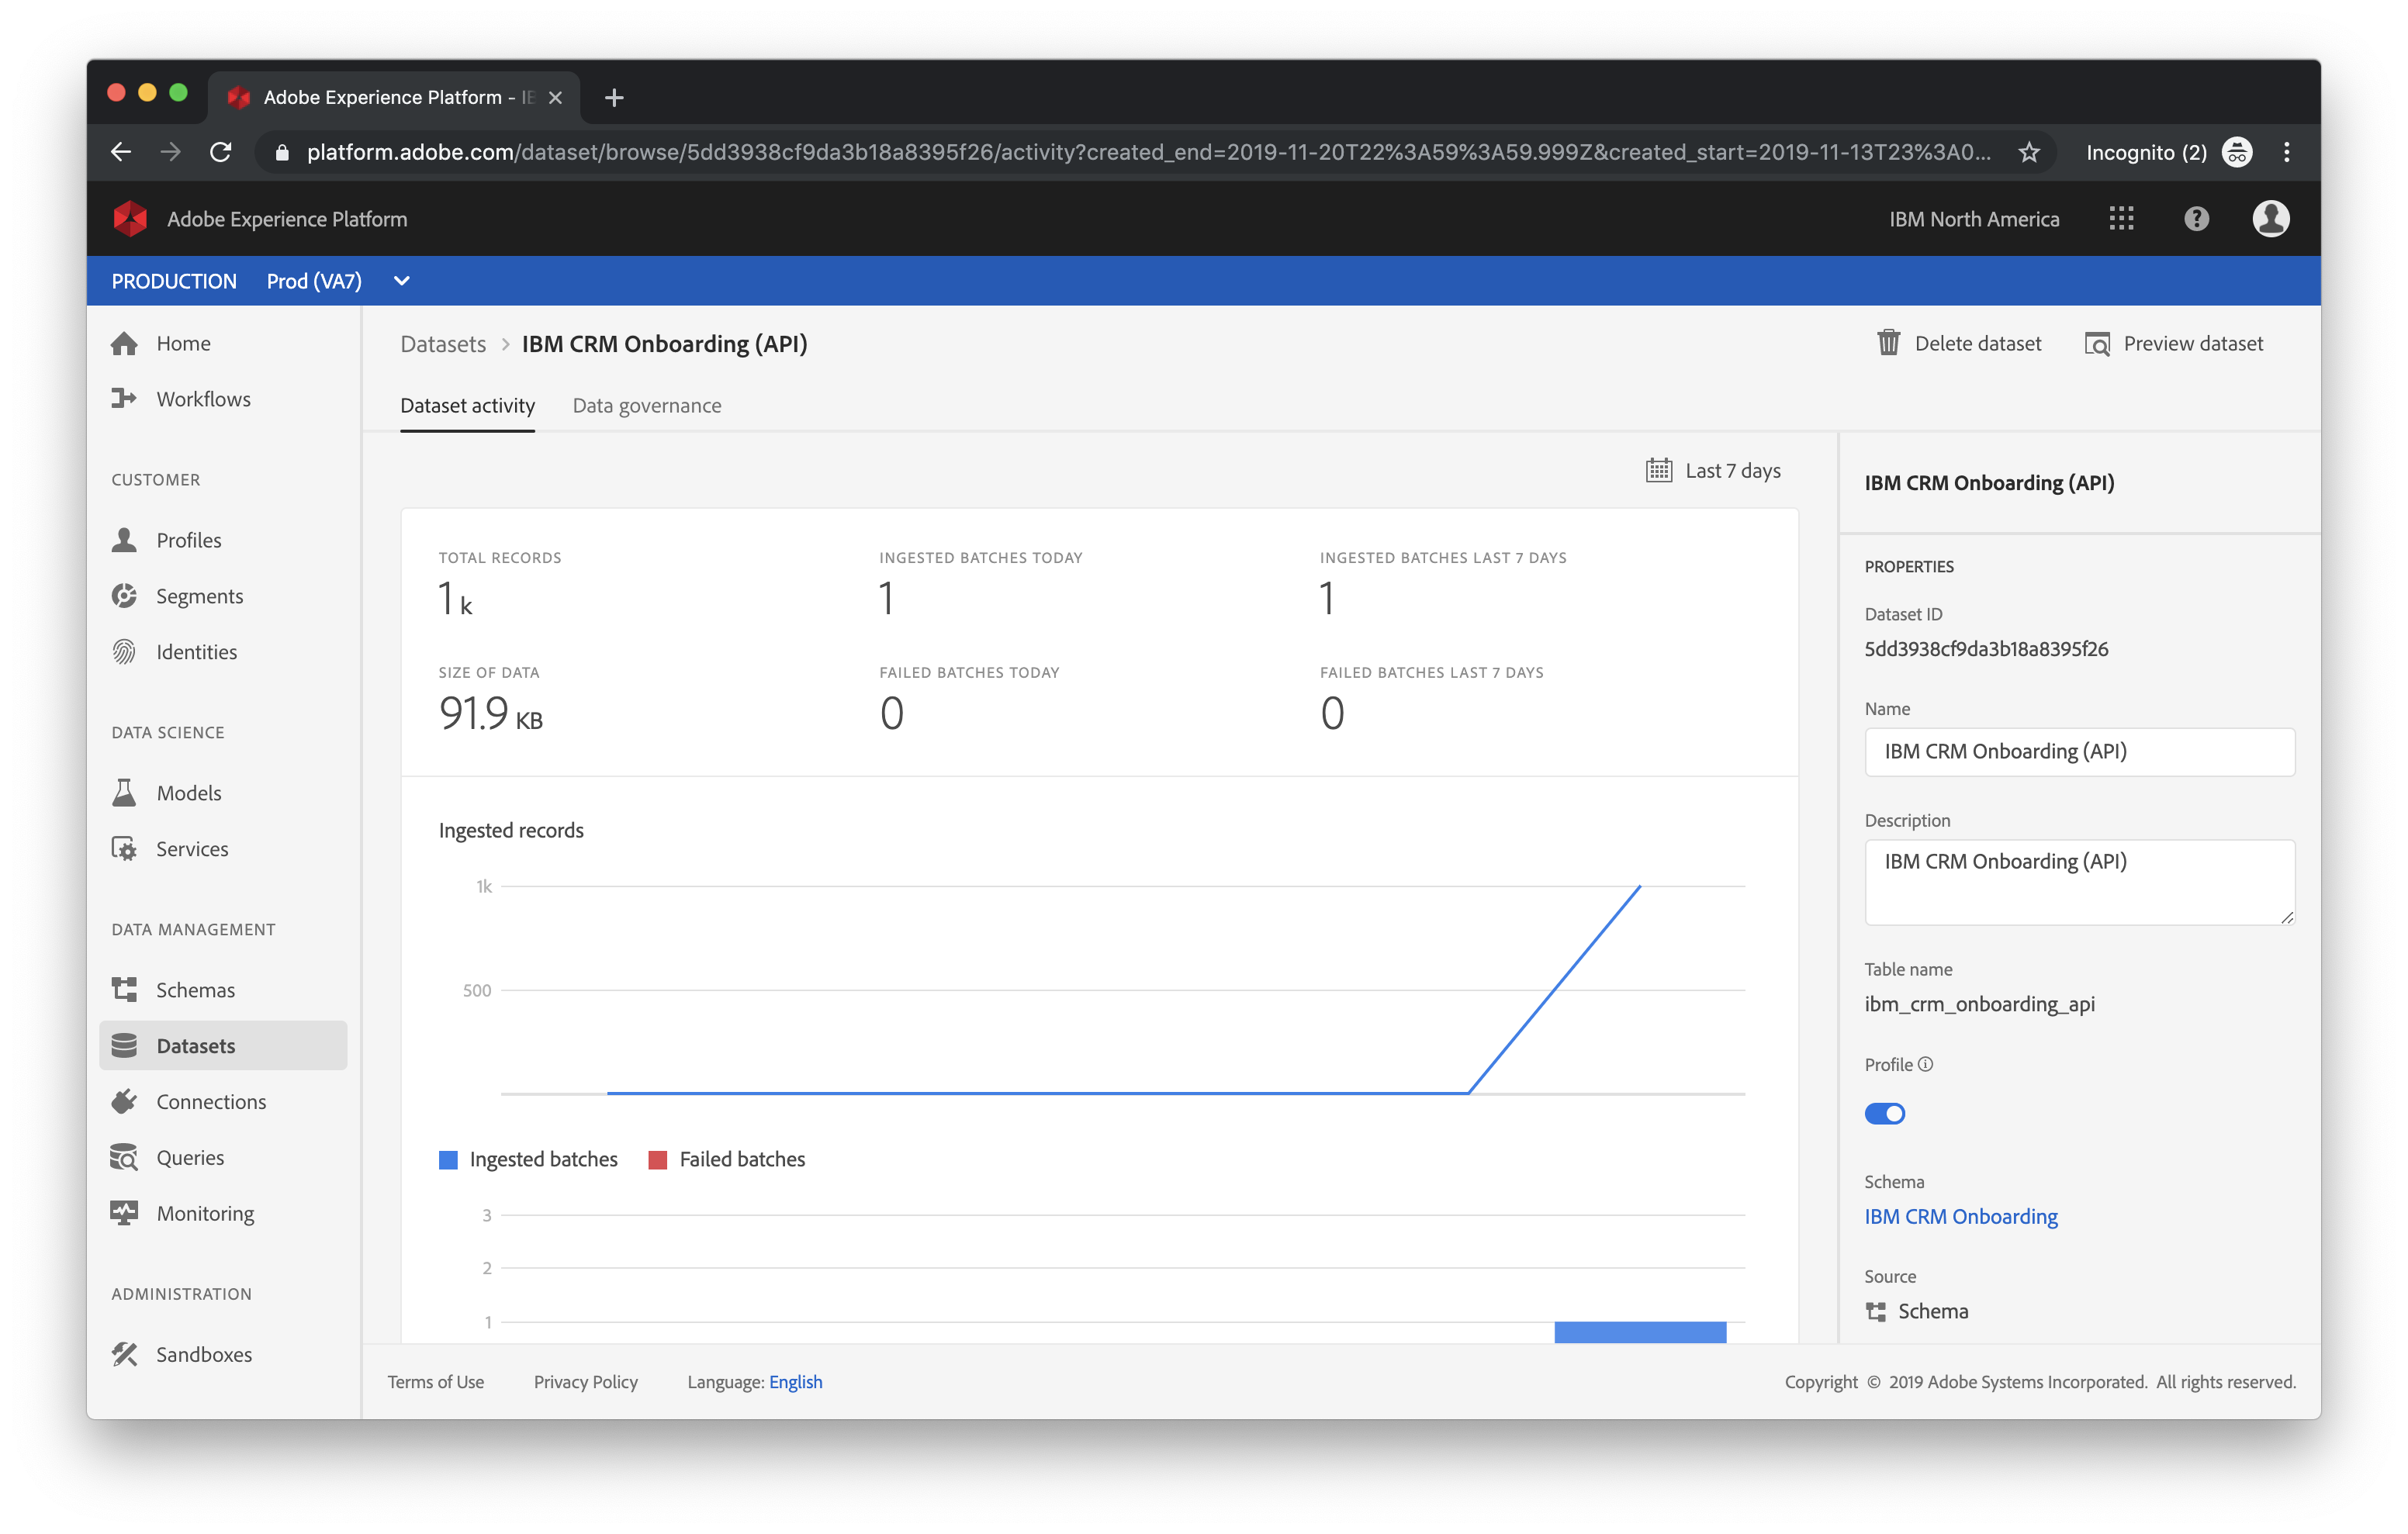 Adobe Experience Platform - IB
platform.adobe.com/dataset/browse/5dd3938cf9da3b18a8395f26/activity?created_end=2019-11-20T22%3A59%3A59.999Z&created_start=2019-11-13T23%3A0...
Incognito (2)
Adobe Experience Platform
IBM North America
PRODUCTION Prod (VA7)
Home
Workflows
CUSTOMER
Profiles
Segments
Identities
DATA SCIENCE
Models
Services
DATA MANAGEMENT
Schemas
Datasets
Connections
Queries
Monitoring
ADMINISTRATION
Sandboxes
Datasets > IBM CRM Onboarding (API)
Delete dataset
Preview dataset
Dataset activity
Data governance
Last 7 days
TOTAL RECORDS
1 k
INGESTED BATCHES TODAY
1
INGESTED BATCHES LAST 7 DAYS
1
SIZE OF DATA
91.9 KB
FAILED BATCHES TODAY
0
FAILED BATCHES LAST 7 DAYS
0
Ingested records
1k
500
Ingested batches
Failed batches
3
2
1
IBM CRM Onboarding (API)
PROPERTIES
Dataset ID
5dd3938cf9da3b18a8395f26
Name
IBM CRM Onboarding (API)
Description
IBM CRM Onboarding (API)
Table name
ibm_crm_onboarding_api
Profile
Schema
IBM CRM Onboarding
Source
Schema
Terms of Use
Privacy Policy
Language: English
Copyright © 2019 Adobe Systems Incorporated. All rights reserved.